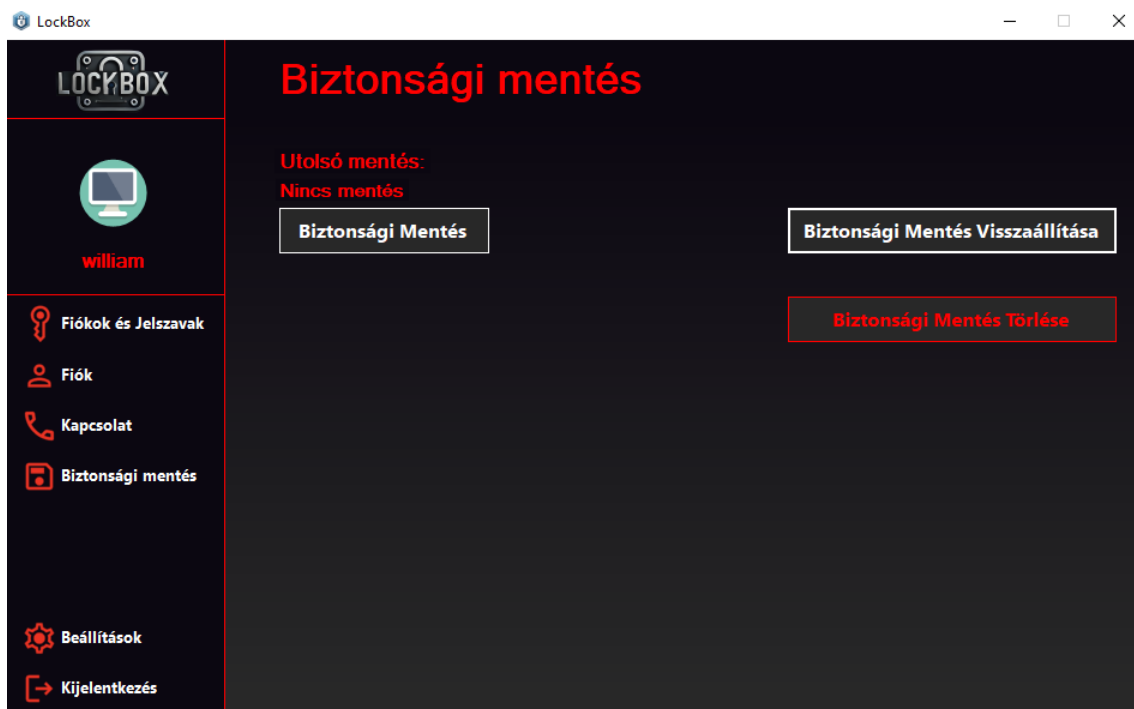 LockBox
LOCKBOX
Biztonsági mentés
Utolsó mentés:
Nincs mentés
Biztonsági Mentés
Biztonsági Mentés Visszaállítása
Biztonsági Mentés Törlése
william
Fiókok és Jelszavak
Fiók
Kapcsolat
Biztonsági mentés
Beállítások
Kijelentkezés